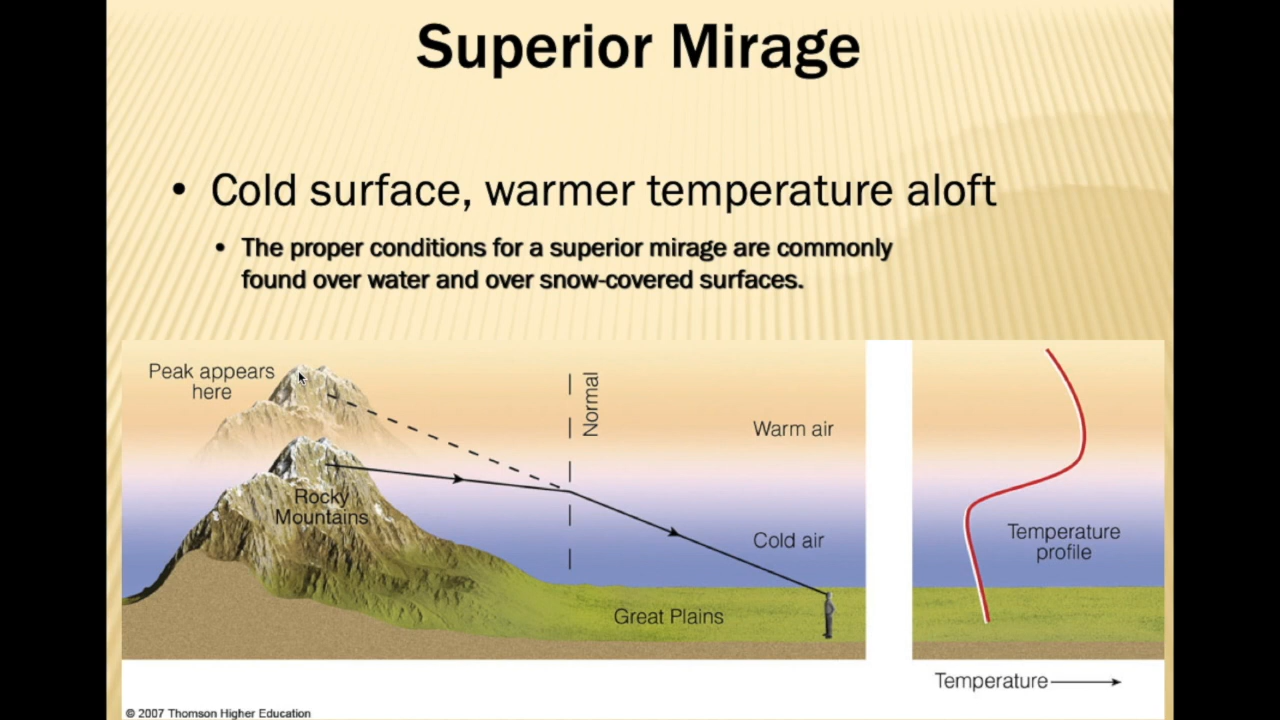 Superior Mirage
• Cold surface, warmer temperature aloft
• The proper conditions for a superior mirage are commonly
found over water and over snow-covered surfaces.
Peak appears
here
Normal
Warm air
Rocky
Mountains
Cold air
Great Plains
Temperature
profile
Temperature
© 2007 Thomson Higher Education